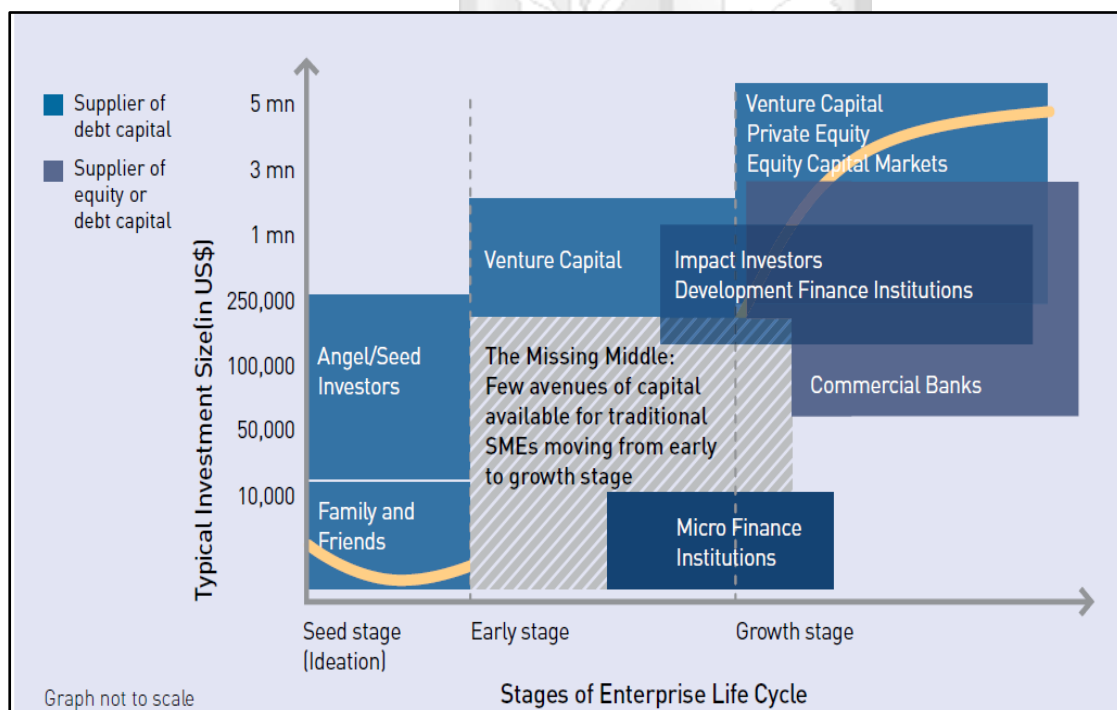 Supplier of
debt capital
Supplier of
equity or
debt capital
Typical Investment Size(in US$)
5 mn
3 mn
1 mn
250,000
100,000
50,000
10,000
Venture Capital
Private Equity
Equity Capital Markets
Venture Capital
Impact Investors
Development Finance Institutions
Angel/Seed
Investors
The Missing Middle:
Few avenues of capital
available for traditional
SMEs moving from early
to growth stage
Commercial Banks
Family and
Friends
Micro Finance
Institutions
Seed stage
(Ideation)
Early stage
Growth stage
Graph not to scale
Stages of Enterprise Life Cycle